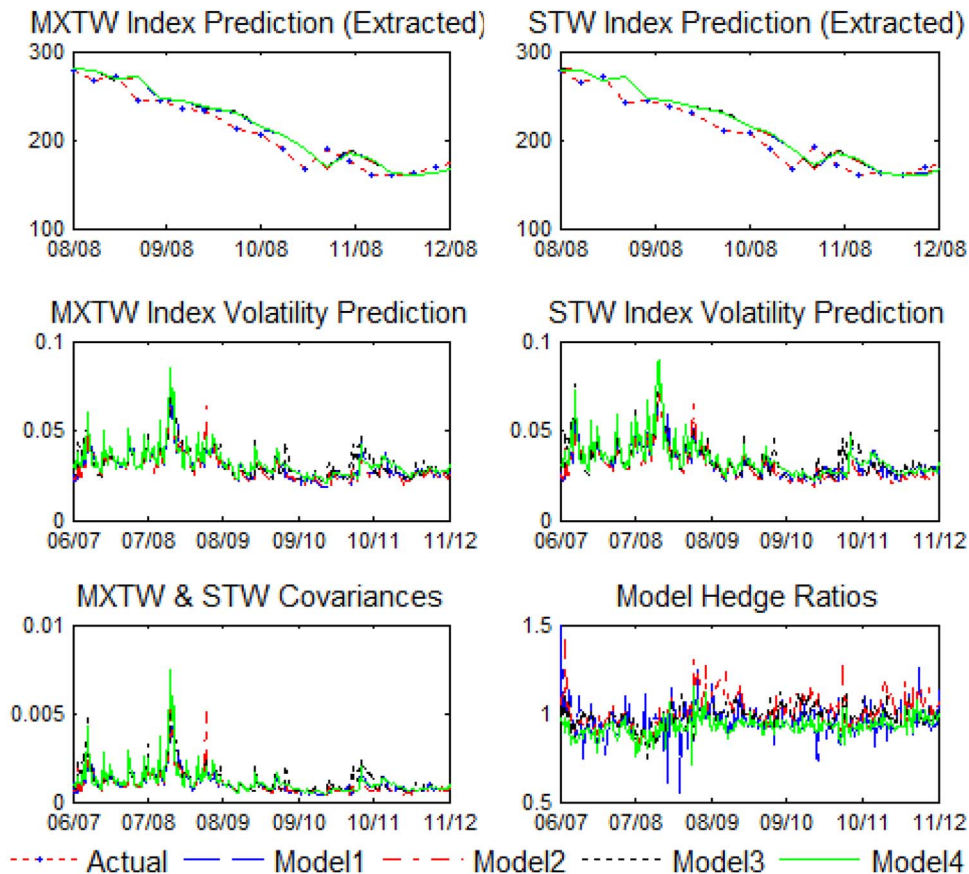 MXTW Index Prediction (Extracted)
STW Index Prediction (Extracted)
300
200
100
08/08 09/08 10/08 11/08 12/08
300
200
100
08/08 09/08 10/08 11/08 12/08
MXTW Index Volatility Prediction
STW Index Volatility Prediction
0.1
0.05
0
06/07 07/08 08/09 09/10 10/11 11/12
0.1
0.05
0
06/07 07/08 08/09 09/10 10/11 11/12
MXTW & STW Covariances
Model Hedge Ratios
0.01
0.005
0
06/07 07/08 08/09 09/10 10/11 11/12
1.5
1
0.5
06/07 07/08 08/09 09/10 10/11 11/12
Actual Model1 Model2 Model3 Model4